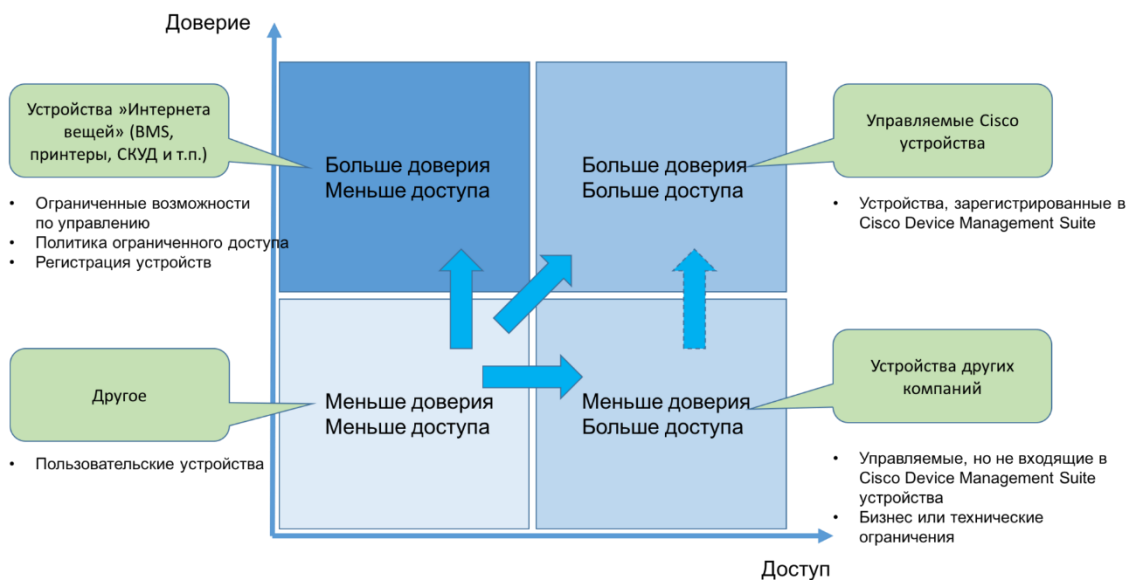 Доверие
Устройства »Интернета
вещей» (BMS,
принтеры, СКУД и т.п.)
• Ограниченные возможности
по управлению
• Политика ограниченного доступа
• Регистрация устройств
Больше доверия
Меньше доступа
Больше доверия
Больше доступа
Управляемые Cisco
устройства
• Устройства, зарегистрированные в
Cisco Device Management Suite
Другое
• Пользовательские устройства
Меньше доверия
Меньше доступа
Меньше доверия
Больше доступа
Устройства других
компаний
• Управляемые, но не входящие в
Cisco Device Management Suite
устройства
• Бизнес или технические
ограничения
Доступ